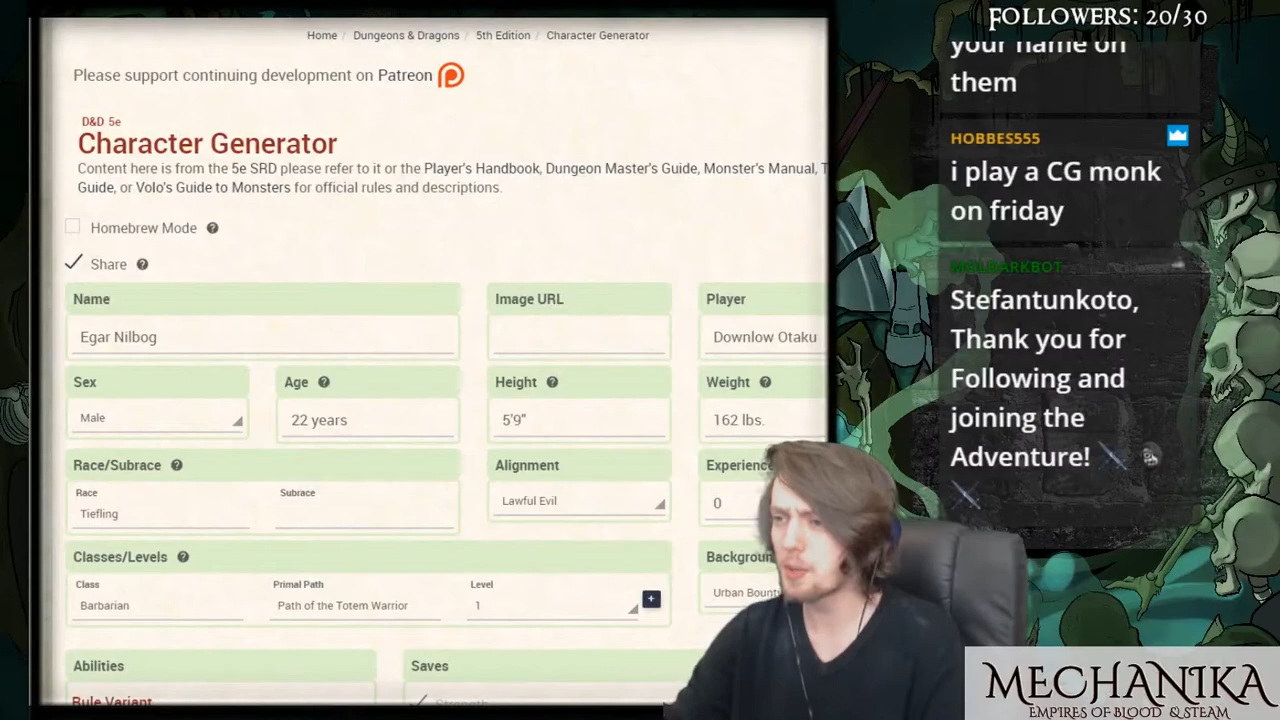 FOLLOWERS: 20/30
Home / Dungeons & Dragons / 5th Edition / Character Generator
Please support continuing development on Patreon
D&D 5e
Character Generator
Content here is from the 5e SRD please refer to it or the Player's Handbook, Dungeon Master's Guide, Monster's Manual, T
Guide, or Volo's Guide to Monsters for official rules and descriptions.
Homebrew Mode
Share
Name
Image URL
Player
Egar Nilbog
Downlow Otaku
Sex
Age
Height
Weight
Male
22 years
5'9"
162 lbs.
Race/Subrace
Alignment
Experience
Race
Subrace
Tiefling
Lawful Evil
0
Classes/Levels
Background
Class
Primal Path
Level
Barbarian
Path of the Totem Warrior
1
+
Urban Bounty
Abilities
Saves
Rule Variant
Strength
your name on
them
HOBBES555
i play a CG monk
on friday
Stefantunkoto,
Thank you for
Following and
joining the
Adventure!
MECHANIKA
EMPIRES OF BLOOD & STEAM